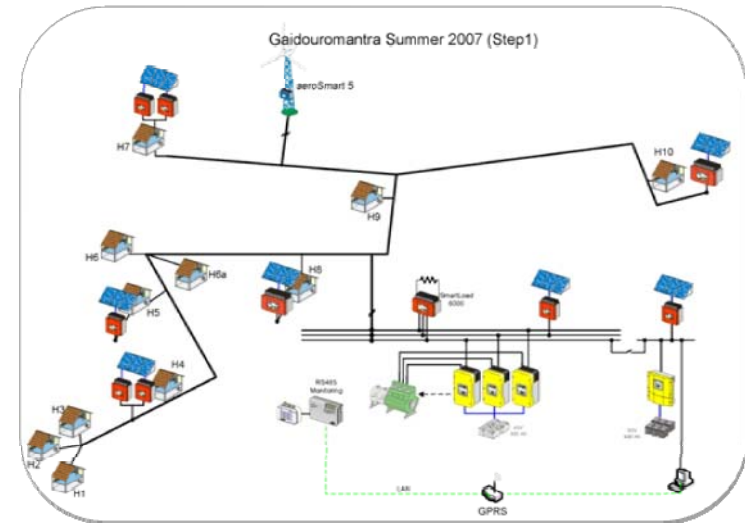 Gaidouromantra Summer 2007 (Step1)
aeroSmart 5
H7
H10
H9
H6
H6a
H8
H5
SmartLoad
6000
H4
RS485
Monitoring
H3
H2
H1
LAN
GPRS